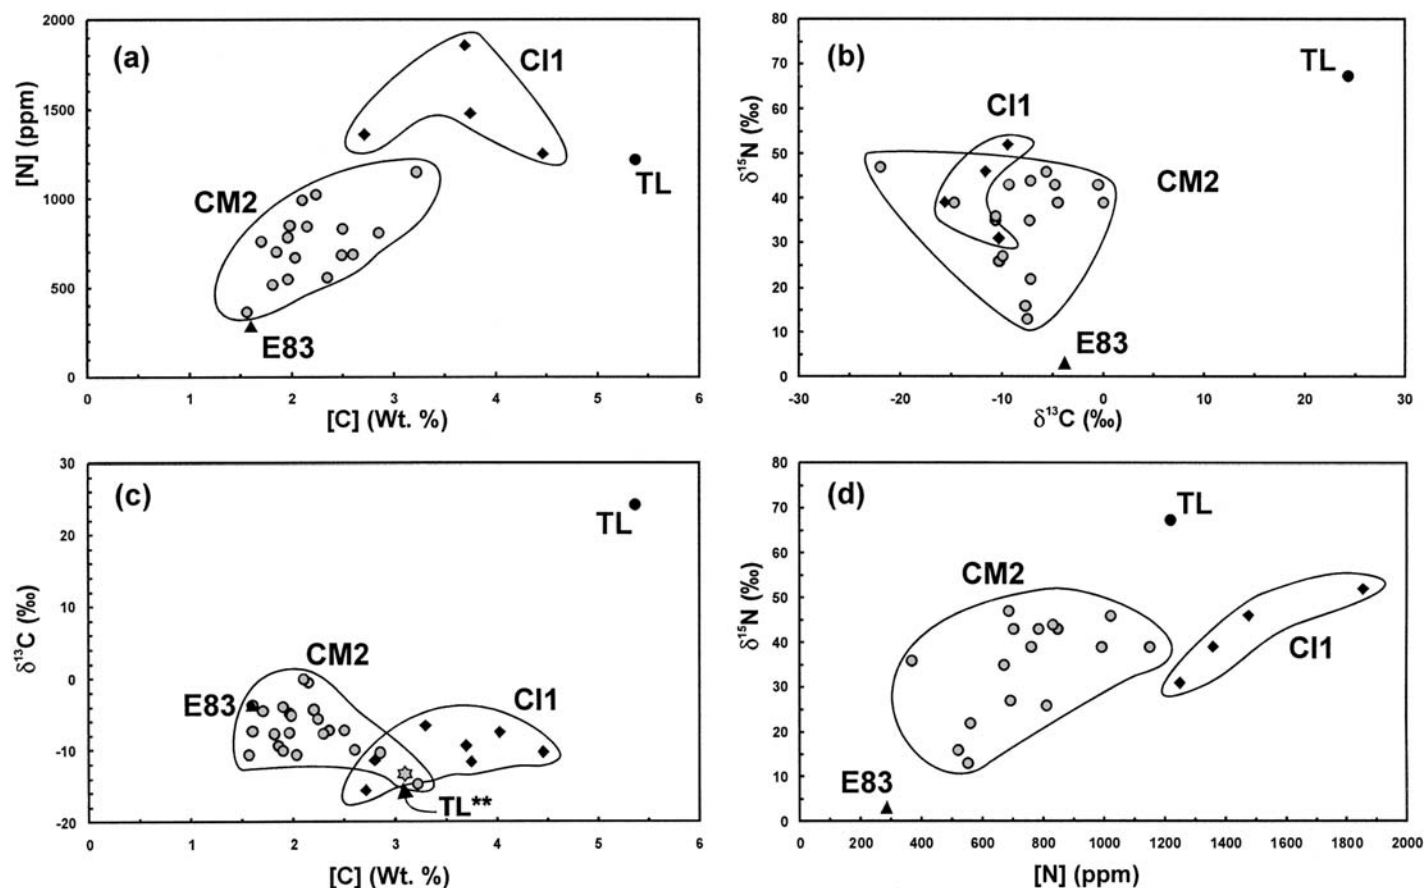 (a)
2000
1500
1000
500
0
[N] (ppm)
CI1
TL
CM2
E83
0 1 2 3 4 5 6
[C] (Wt. %)
(b)
80
70
60
50
40
30
20
10
0
δ¹⁵N (‰)
TL
CI1
CM2
E83
-30 -20 -10 0 10 20 30
δ¹³C (‰)
(c)
30
20
10
0
-10
-20
δ¹³C (‰)
TL
CM2
E83
CI1
TL**
0 1 2 3 4 5 6
[C] (Wt. %)
(d)
80
70
60
50
40
30
20
10
0
δ¹⁵N (‰)
TL
CM2
CI1
E83
0 200 400 600 800 1000 1200 1400 1600 1800 2000
[N] (ppm)